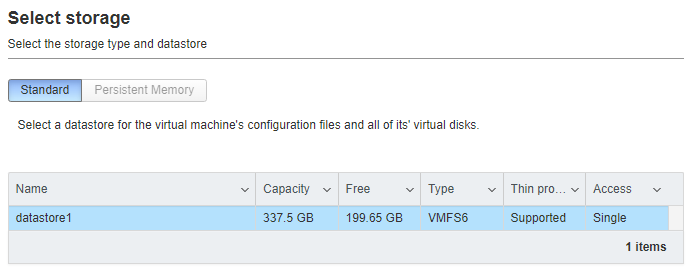 Select storage
Select the storage type and datastore
Standard Persistent Memory
Select a datastore for the virtual machine's configuration files and all of its' virtual disks.
Name Capacity Free Type Thin pro... Access
datastore1 337.5 GB 199.65 GB VMFS6 Supported Single
1 items